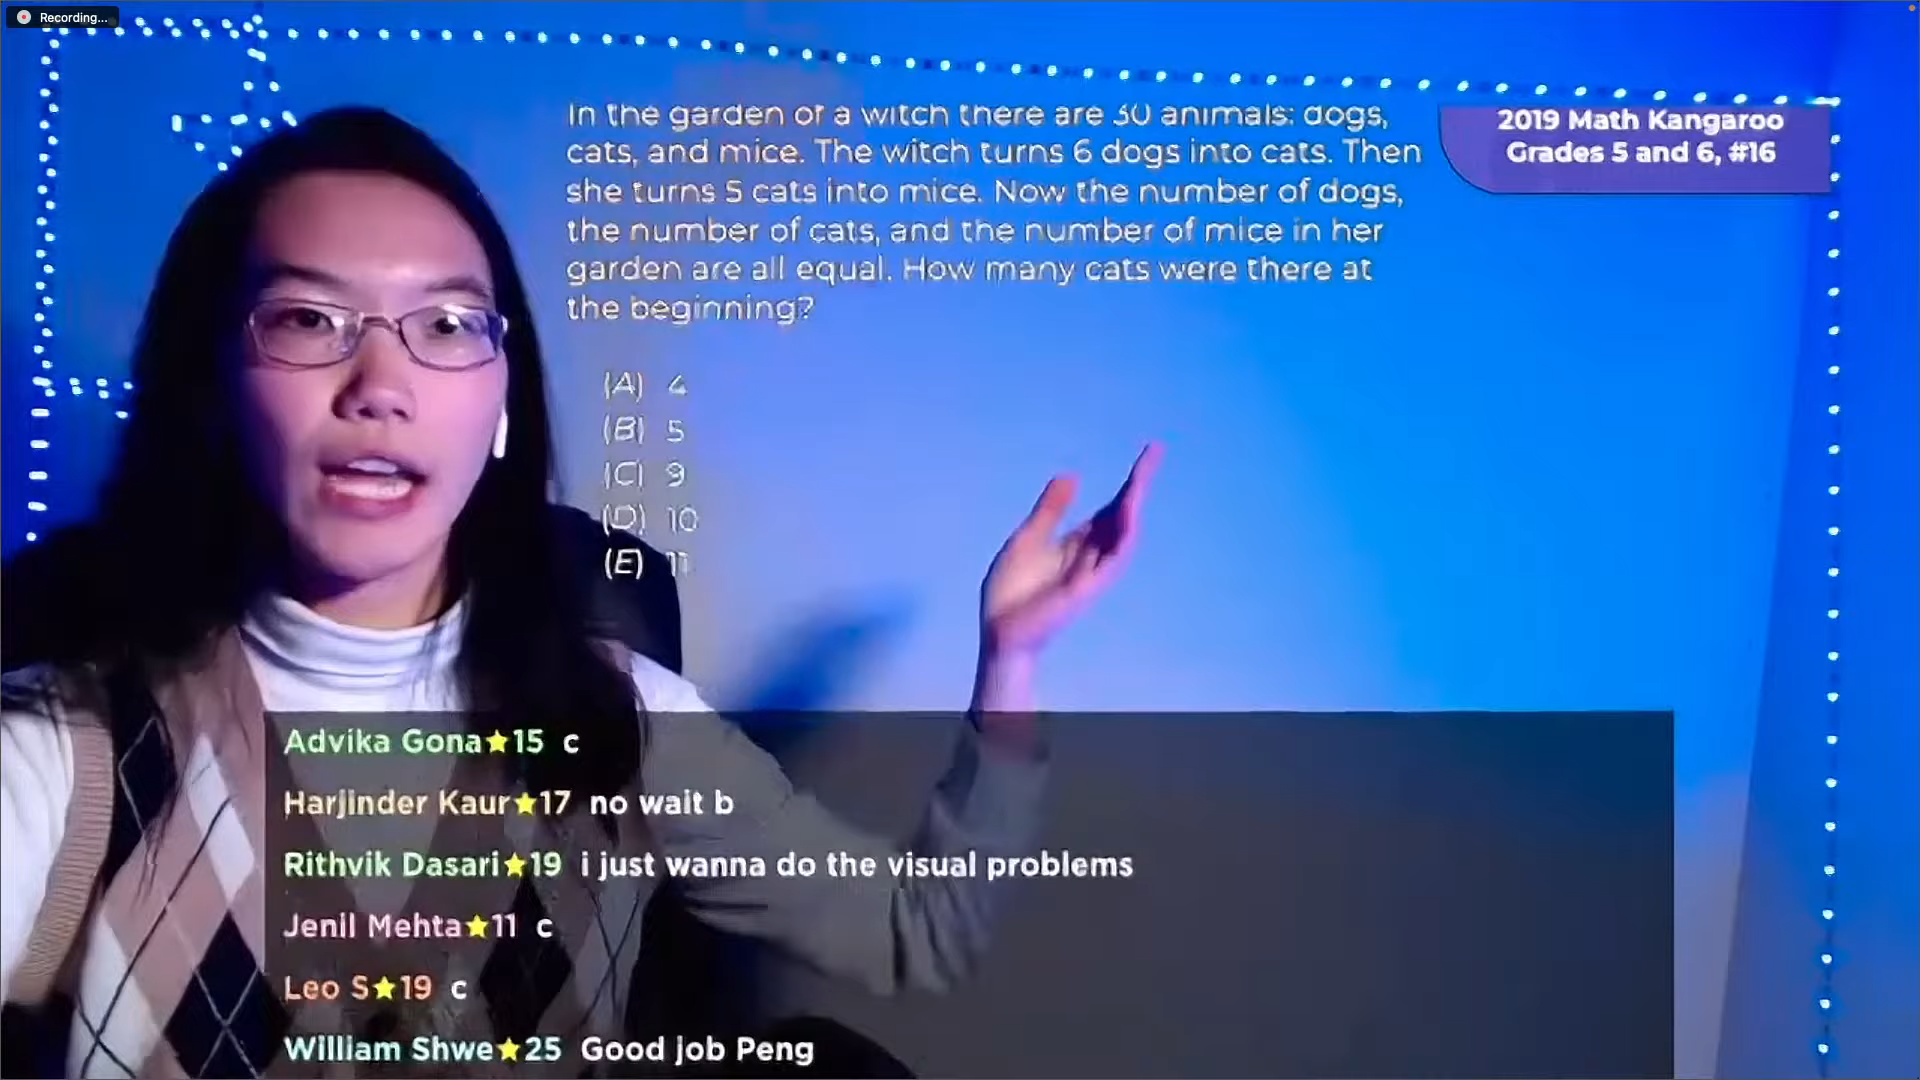 Recording...
In the garden of a witch there are 30 animals: dogs,
cats, and mice. The witch turns 6 dogs into cats. Then
she turns 5 cats into mice. Now the number of dogs,
the number of cats, and the number of mice in her
garden are all equal. How many cats were there at
the beginning?
2019 Math Kangaroo
Grades 5 and 6, #16
(A) 4
(B) 5
(C) 9
(D) 10
(E) 11
Advika Gona★15 c
Harjinder Kaur★17 no wait b
Rithvik Dasari★19 i just wanna do the visual problems
Jenil Mehta★11 c
Leo S★19 c
William Shwe★25 Good job Peng